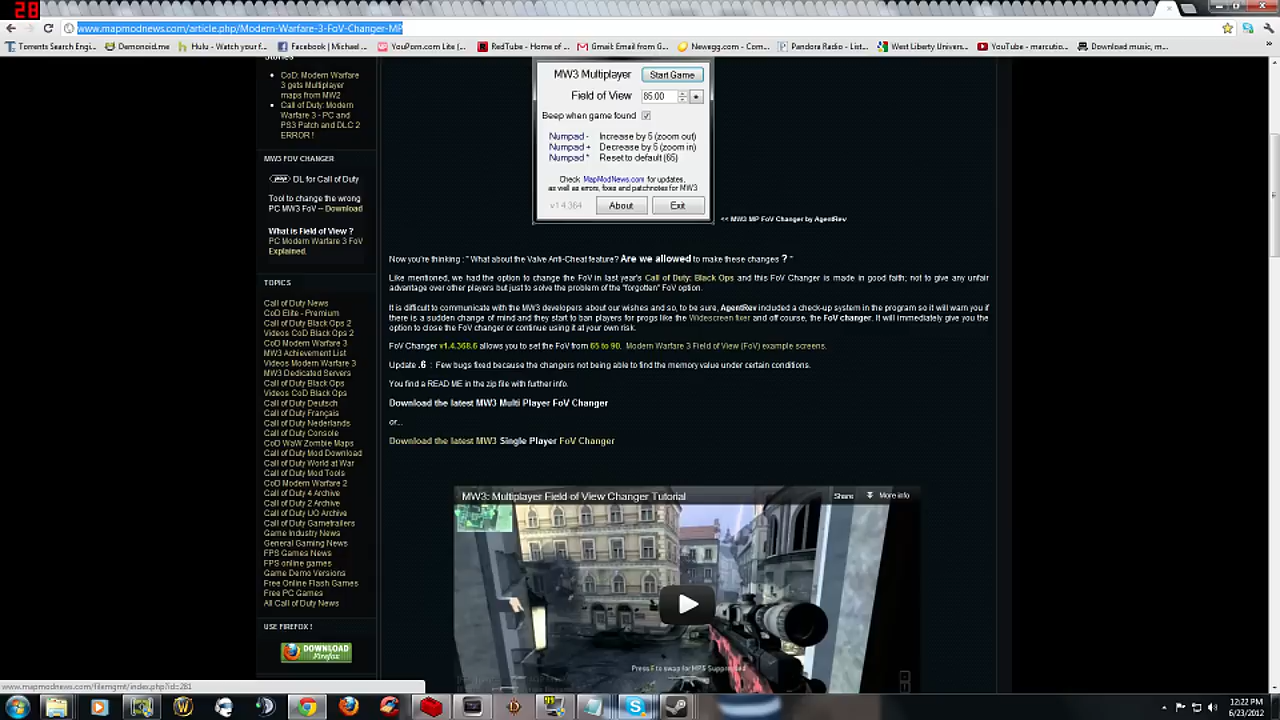 28
www.mapmodnews.com/article.php/Modern-Warfare-3-FoV-Changer-MP
Torrents Search Engi...
Demonoid.me
Hulu - Watch your f...
Facebook | Michael ...
YouPorn.com Lite (...
RedTube - Home of ...
Gmail: Email from G...
Newegg.com - Com...
Pandora Radio - List...
West Liberty Univers...
YouTube - marcutio...
Download music, m...
Stories
CoD: Modern Warfare
3 gets Multiplayer
maps from MW2
Call of Duty: Modern
Warfare 3 - PC and
PS3 Patch and DLC 2
ERROR !
MW3 FOV CHANGER
DL for Call of Duty
Tool to change the wrong
PC MW3 FoV -- Download
What is Field of View ?
PC Modern Warfare 3 FoV
Explained.
TOPICS
Call of Duty News
CoD Elite - Premium
Call of Duty Black Ops 2
Videos CoD Black Ops 2
CoD Modern Warfare 3
MW3 Achievement List
Videos Modern Warfare 3
MW3 Dedicated Servers
Call of Duty Black Ops
Videos CoD Black Ops
Call of Duty Deutsch
Call of Duty Français
Call of Duty Nederlands
Call of Duty Console
CoD WaW Zombie Maps
Call of Duty Mod Download
Call of Duty World at War
Call of Duty Mod Tools
CoD Modern Warfare 2
Call of Duty 4 Archive
Call of Duty 2 Archive
Call of Duty UO Archive
Call of Duty Gametrailers
Game Industry News
General Gaming News
FPS Games News
FPS online games
Game Demo Versions
Free Online Flash Games
Free PC Games
All Call of Duty News
USE FIREFOX !
DOWNLOAD
Firefox
MW3 Multiplayer
Start Game
Field of View
85.00
Beep when game found
Numpad - Increase by 5 (zoom out)
Numpad + Decrease by 5 (zoom in)
Numpad * Reset to default (65)
Check MapModNews.com for updates,
as well as errors, fixes and patchnotes for MW3
v1.4.364
About
Exit
<< MW3 MP FoV Changer by AgentRev
Now you're thinking : " What about the Valve Anti-Cheat feature? Are we allowed to make these changes ? "
Like mentioned, we had the option to change the FoV in last year's Call of Duty: Black Ops and this FoV Changer is made in good faith; not to give any unfair
advantage over other players but just to solve the problem of the "forgotten" FoV option.
It is difficult to communicate with the MW3 developers about our wishes and so, to be sure, AgentRev included a check-up system in the program so it will warn you if
there is a sudden change of mind and they start to ban players for progs like the Widescreen fixer and off course, the FoV changer. It will immediately give you the
option to close the FoV changer or continue using it at your own risk.
FoV Changer v1.4.368.6 allows you to set the FoV from 65 to 90. Modern Warfare 3 Field of View (FoV) example screens.
Update .6 : Few bugs fixed because the changers not being able to find the memory value under certain conditions.
You find a READ ME in the zip file with further info.
Download the latest MW3 Multi Player FoV Changer
or...
Download the latest MW3 Single Player FoV Changer
MW3: Multiplayer Field of View Changer Tutorial
Share
More info
www.mapmodnews.com/filemgmt/index.php?id=281
12:22 PM
6/23/2012